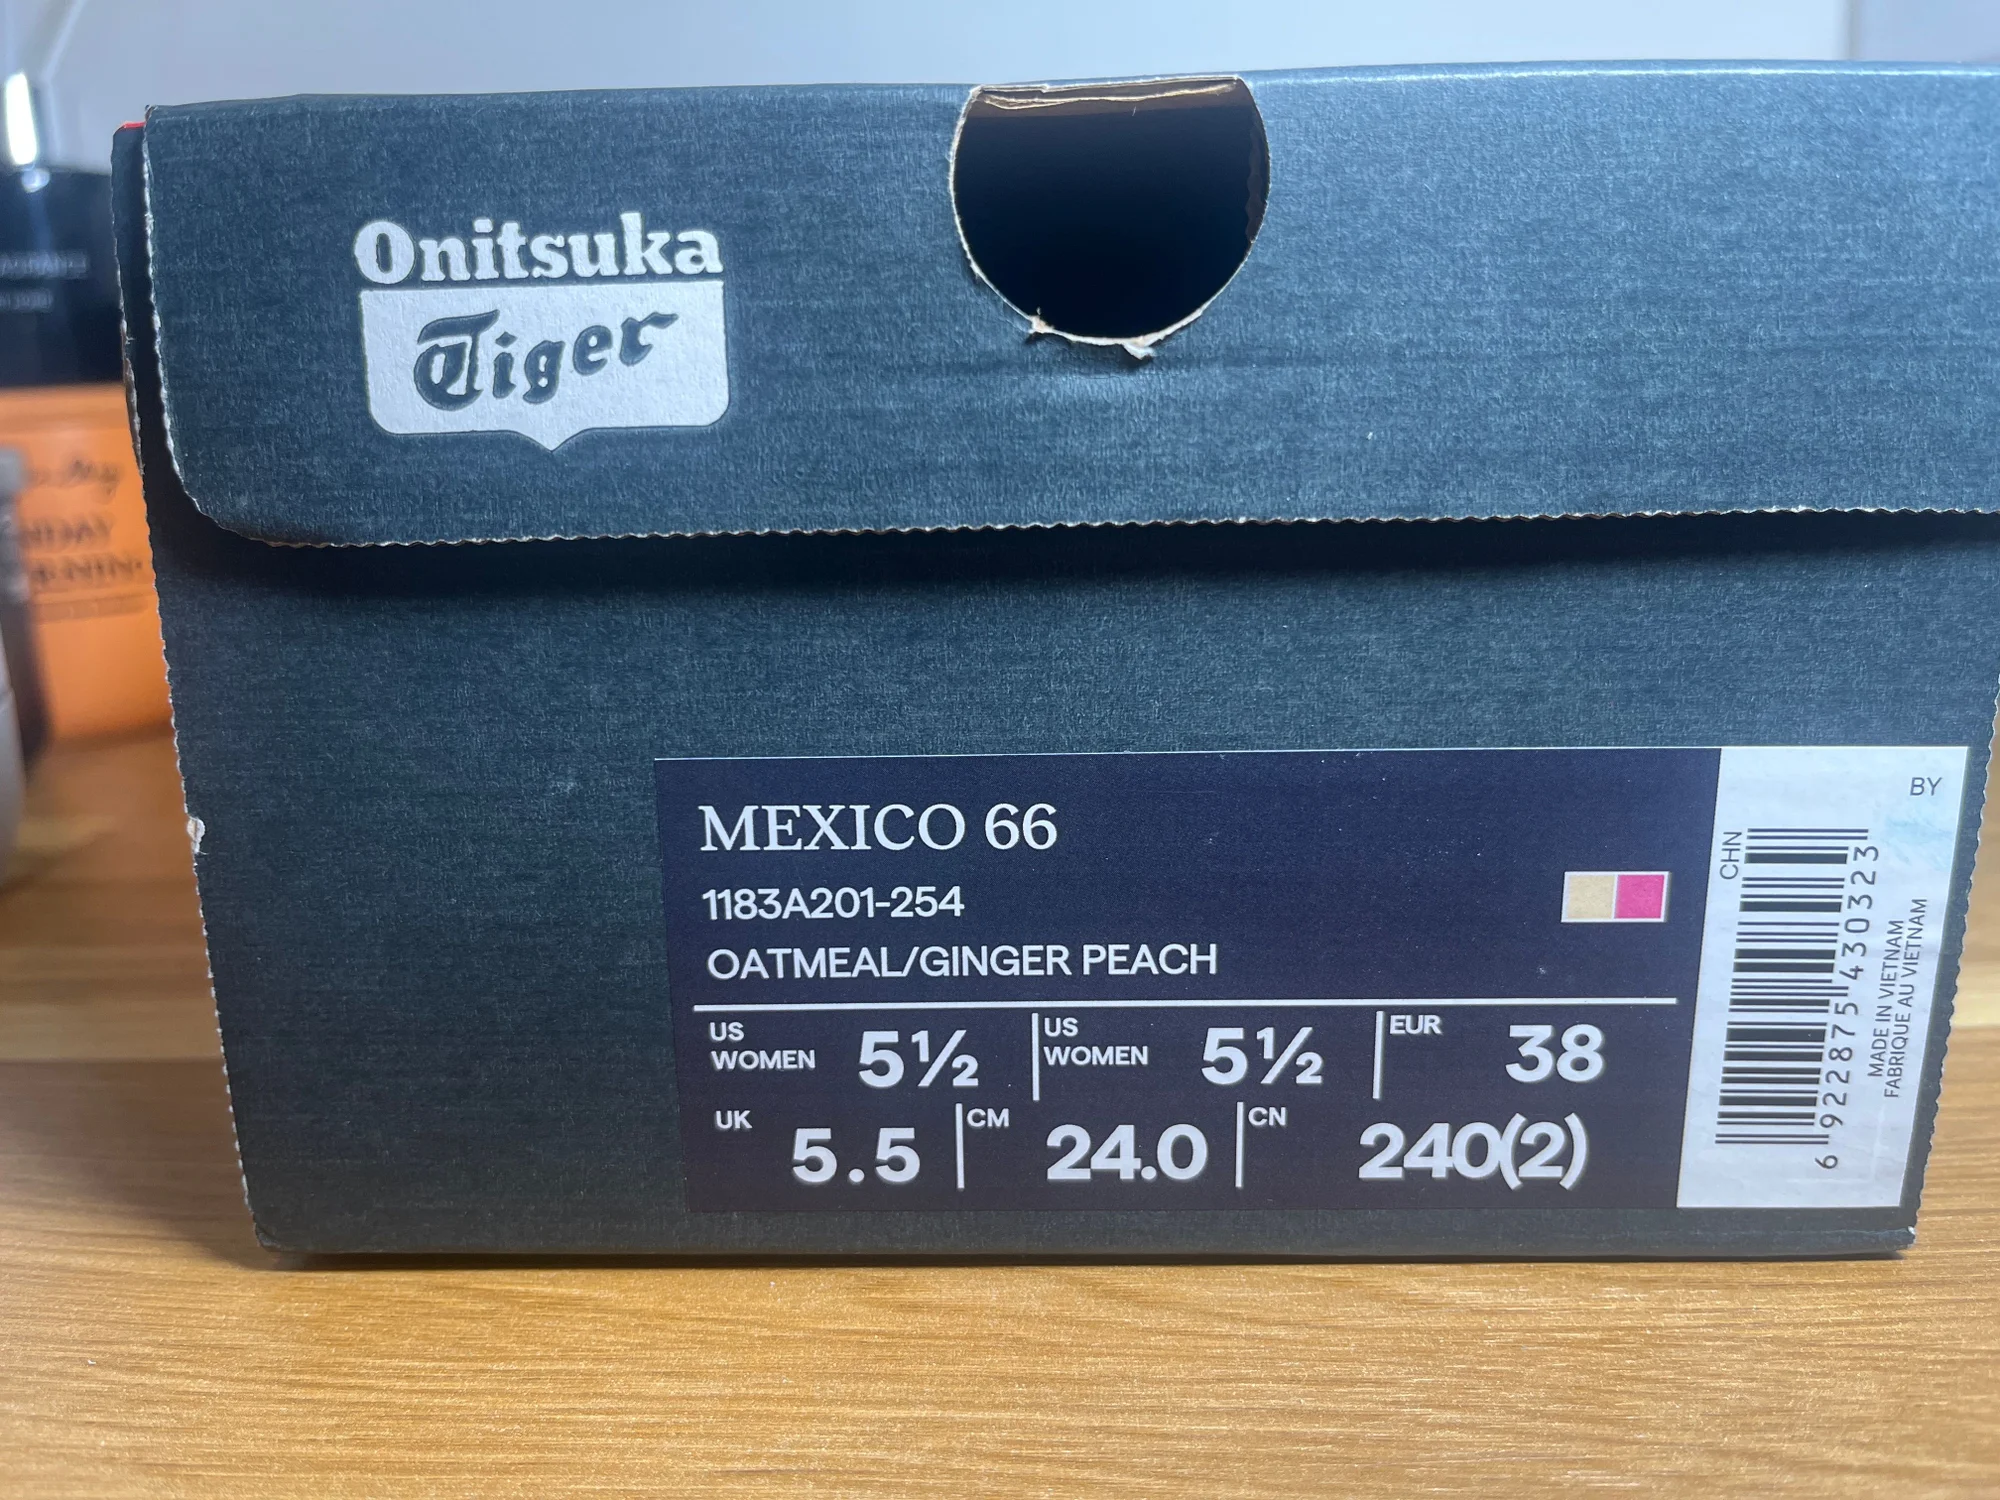 Onitsuka
Tiger
MEXICO 66
1183A201-254
OATMEAL/GINGER PEACH
US WOMEN 5½
US WOMEN 5½
EUR 38
UK 5.5
CM 24.0
CN 240(2)
BY
CHN
6 922875 430323
MADE IN VIETNAM
FABRIQUE AU VIETNAM